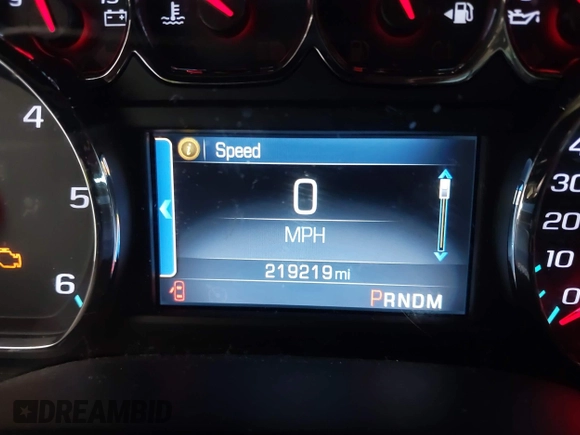 4
5
6
Speed
0
MPH
219219mi
PRNDM
30
20
10
0
DREAMBID